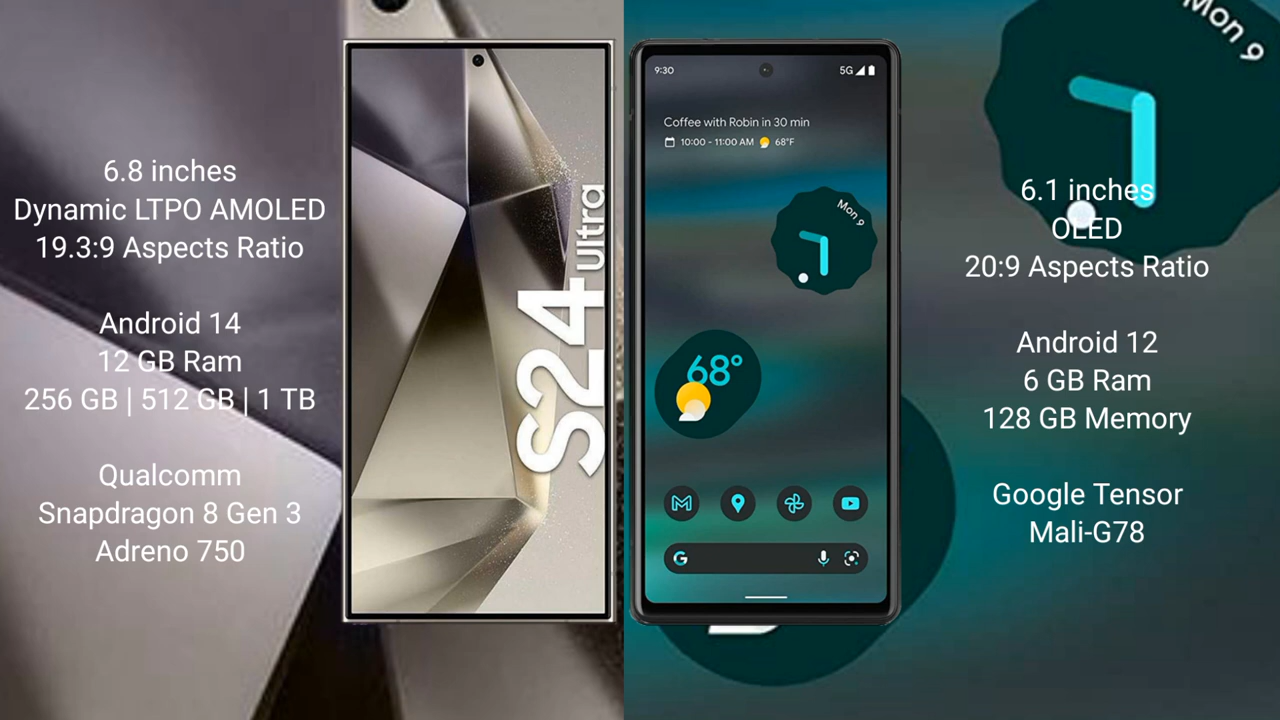 6.8 inches
Dynamic LTPO AMOLED
19.3:9 Aspects Ratio
Android 14
12 GB Ram
256 GB | 512 GB | 1 TB
Qualcomm
Snapdragon 8 Gen 3
Adreno 750
S24 ultra
9:30
5G
Coffee with Robin in 30 min
10:00 - 11:00 AM 68°F
Mon 9
68°
G
Mon 9
6.1 inches
OLED
20:9 Aspects Ratio
Android 12
6 GB Ram
128 GB Memory
Google Tensor
Mali-G78